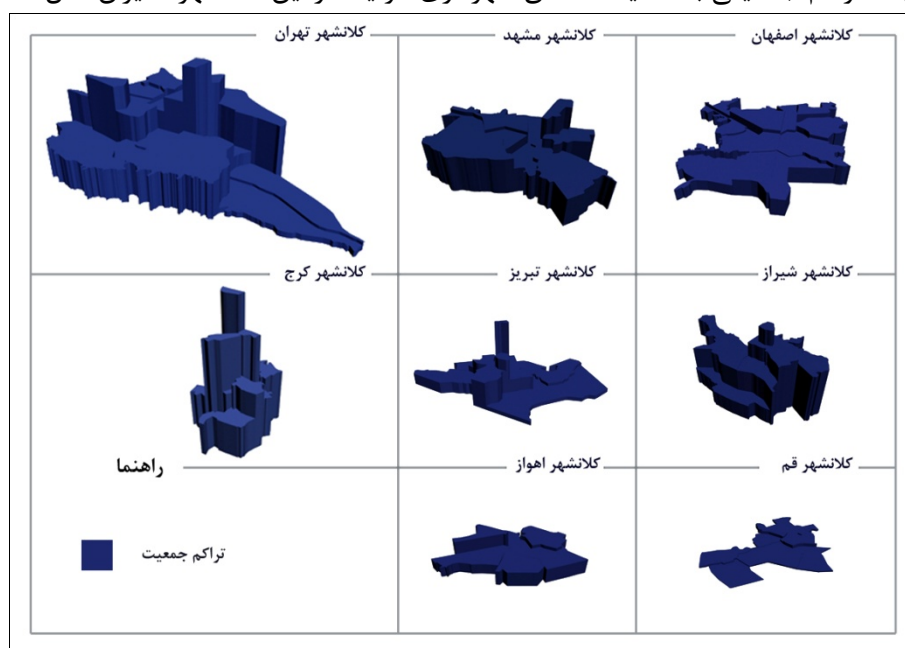 کلانشهر تهران
کلانشهر مشهد
کلانشهر اصفهان
کلانشهر کرج
کلانشهر تبریز
کلانشهر شیراز
راهنما
کلانشهر اهواز
کلانشهر قم
تراکم جمعیت